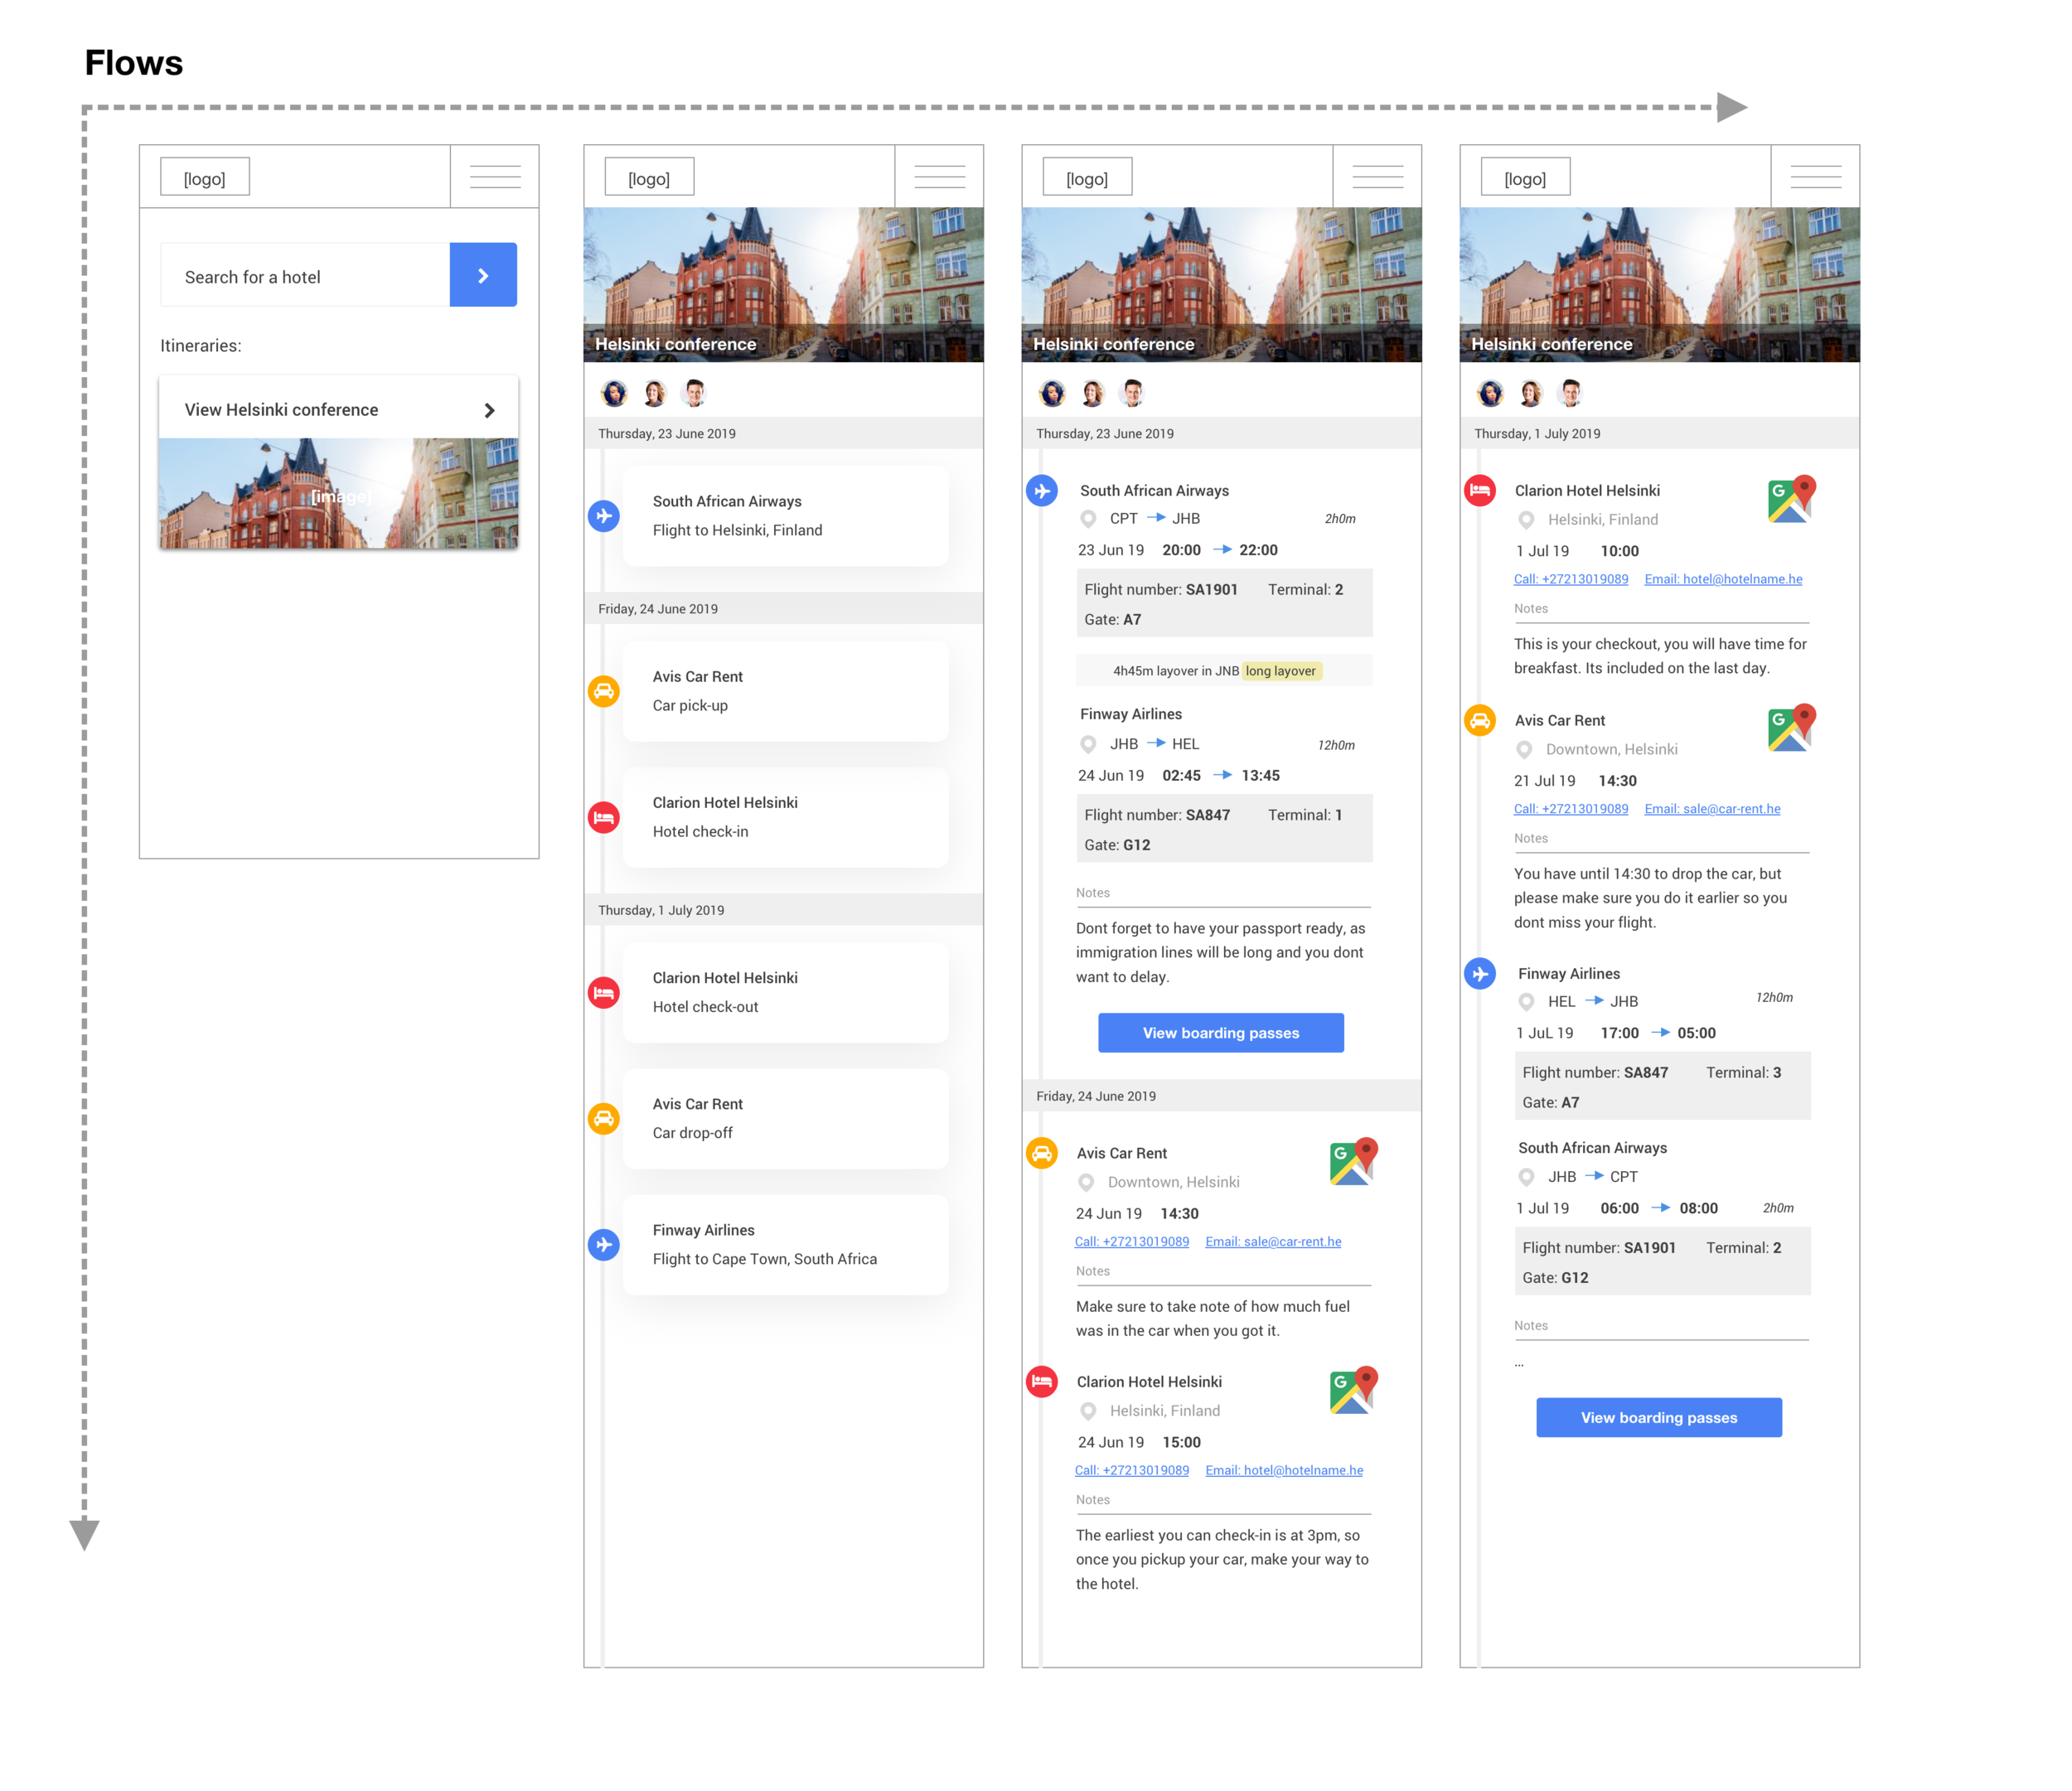 Flows
[logo]
Search for a hotel
Itineraries:
View Helsinki conference
[image]
[logo]
Helsinki conference
Thursday, 23 June 2019
South African Airways
Flight to Helsinki, Finland
Friday, 24 June 2019
Avis Car Rent
Car pick-up
Clarion Hotel Helsinki
Hotel check-in
Thursday, 1 July 2019
Clarion Hotel Helsinki
Hotel check-out
Avis Car Rent
Car drop-off
Finway Airlines
Flight to Cape Town, South Africa
[logo]
Helsinki conference
Thursday, 23 June 2019
South African Airways
CPT JHB 2h0m
23 Jun 19 20:00 22:00
Flight number: SA1901 Terminal: 2
Gate: A7
4h45m layover in JNB long layover
Finway Airlines
JHB HEL 12h0m
24 Jun 19 02:45 13:45
Flight number: SA847 Terminal: 1
Gate: G12
Notes
Dont forget to have your passport ready, as
immigration lines will be long and you dont
want to delay.
View boarding passes
Friday, 24 June 2019
Avis Car Rent
G
Downtown, Helsinki
24 Jun 19 14:30
Call: +27213019089 Email: sale@car-rent.he
Notes
Make sure to take note of how much fuel
was in the car when you got it.
Clarion Hotel Helsinki
G
Helsinki, Finland
24 Jun 19 15:00
Call: +27213019089 Email: hotel@hotelname.he
Notes
The earliest you can check-in is at 3pm, so
once you pickup your car, make your way to
the hotel.
[logo]
Helsinki conference
Thursday, 1 July 2019
Clarion Hotel Helsinki
G
Helsinki, Finland
1 Jul 19 10:00
Call: +27213019089 Email: hotel@hotelname.he
Notes
This is your checkout, you will have time for
breakfast. Its included on the last day.
Avis Car Rent
G
Downtown, Helsinki
21 Jul 19 14:30
Call: +27213019089 Email: sale@car-rent.he
Notes
You have until 14:30 to drop the car, but
please make sure you do it earlier so you
dont miss your flight.
Finway Airlines
HEL JHB 12h0m
1 JuL 19 17:00 05:00
Flight number: SA847 Terminal: 3
Gate: A7
South African Airways
JHB CPT
1 Jul 19 06:00 08:00 2h0m
Flight number: SA1901 Terminal: 2
Gate: G12
Notes
...
View boarding passes